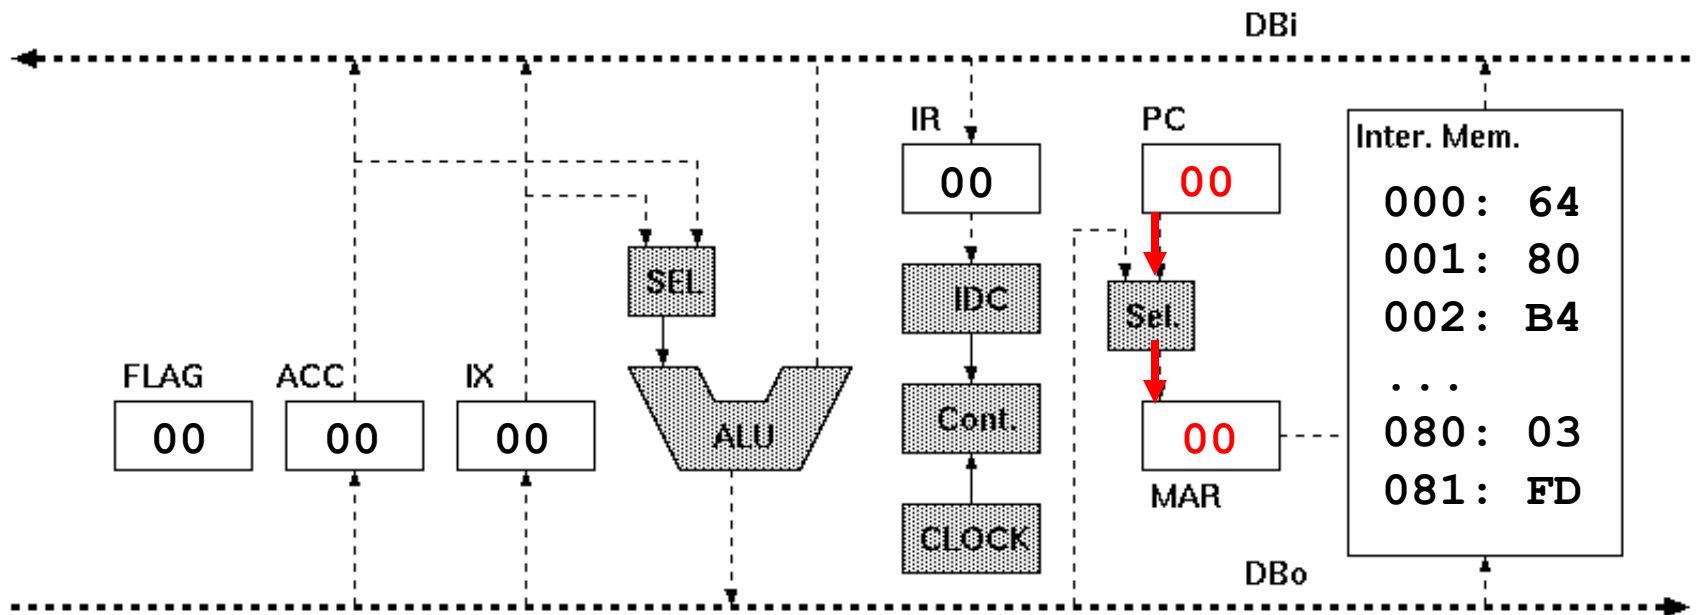 DBi
IR
PC
Inter. Mem.
00
00
000: 64
001: 80
SEL
IDC
Sel.
002: B4
...
FLAG
ACC
IX
00
00
00
ALU
Cont.
00
080: 03
081: FD
MAR
CLOCK
DBo